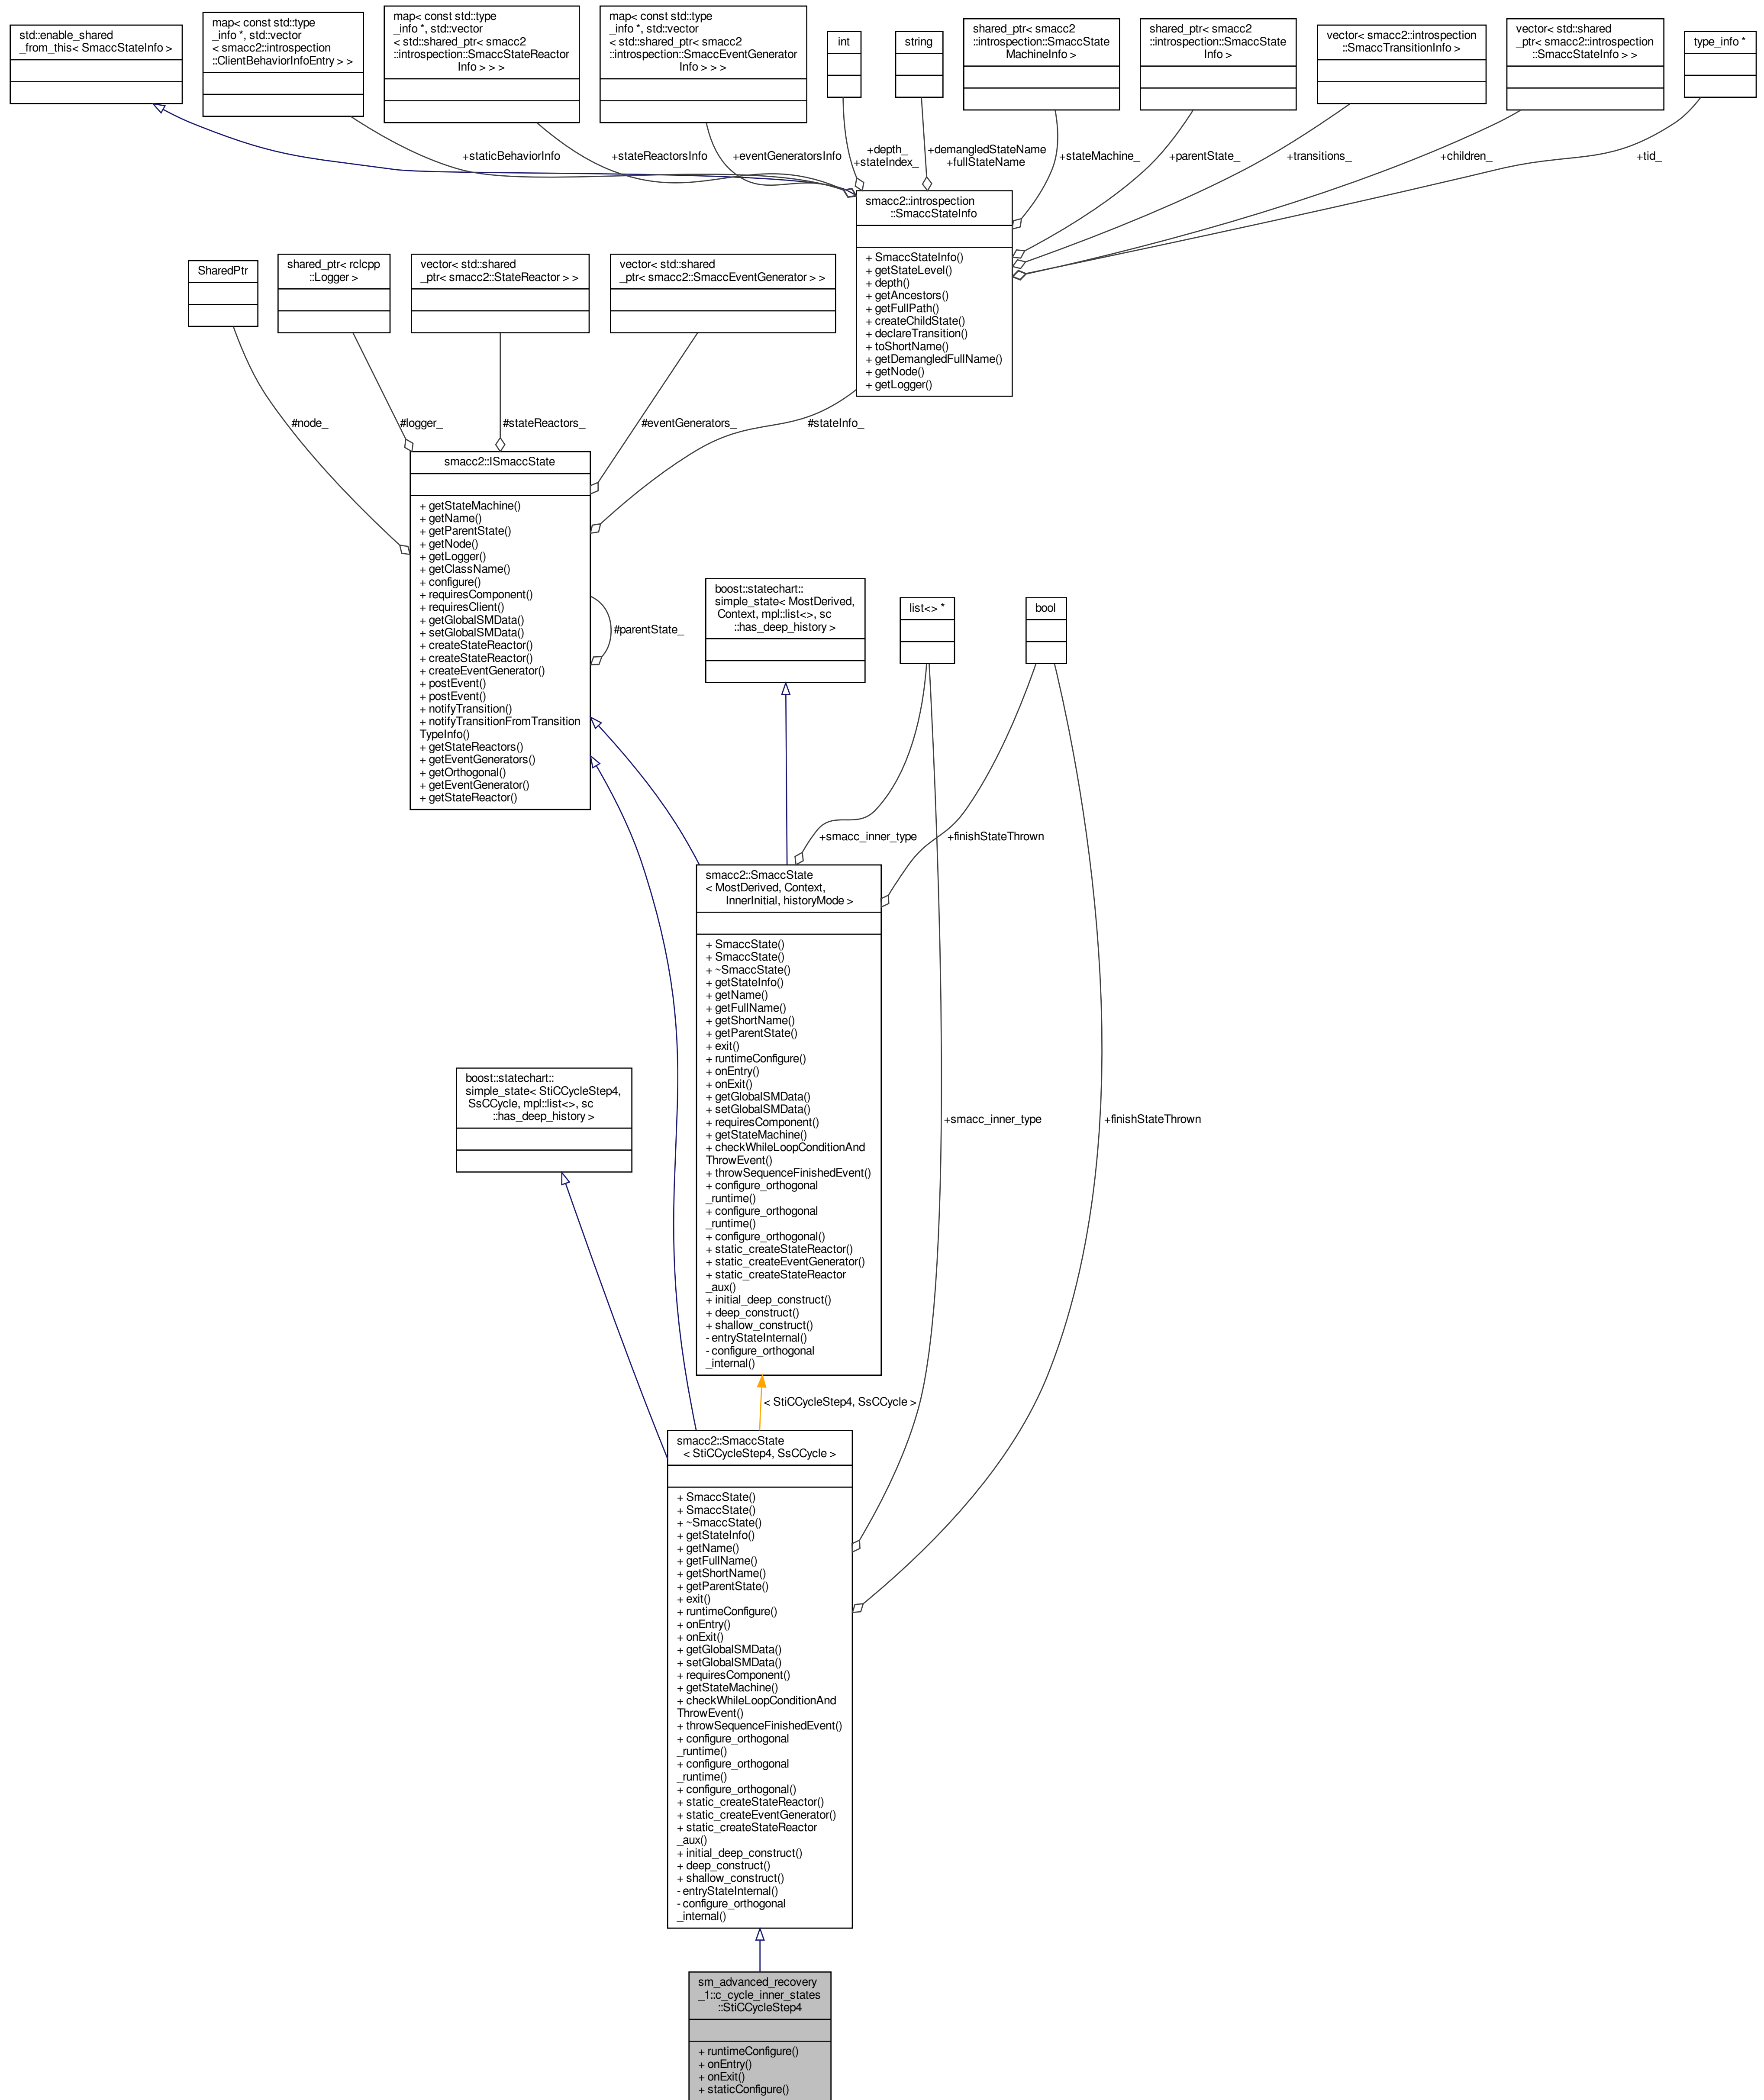 std::enable_shared
_from_this< SmaccStateInfo >
map< const std::type
_info *, std::vector
< smacc2::introspection
::ClientBehaviorInfoEntry > >
map< const std::type
_info *, std::vector
< std::shared_ptr< smacc2
::introspection::SmaccStateReactor
Info > > >
map< const std::type
_info *, std::vector
< std::shared_ptr< smacc2
::introspection::SmaccEventGenerator
Info > > >
int
string
shared_ptr< smacc2
::introspection::SmaccState
MachineInfo >
shared_ptr< smacc2
::introspection::SmaccState
Info >
vector< smacc2::introspection
::SmaccTransitionInfo >
vector< std::shared
_ptr< smacc2::introspection
::SmaccStateInfo > >
type_info *
+staticBehaviorInfo
+stateReactorsInfo
+eventGeneratorsInfo
+depth_
+stateIndex_
+demangledStateName
+fullStateName
+stateMachine_
+parentState_
+transitions_
+children_
+tid_
smacc2::introspection
::SmaccStateInfo
+ SmaccStateInfo()
+ getStateLevel()
+ depth()
+ getAncestors()
+ getFullPath()
+ createChildState()
+ declareTransition()
+ toShortName()
+ getDemangledFullName()
+ getNode()
+ getLogger()
SharedPtr
shared_ptr< rclcpp
::Logger >
vector< std::shared
_ptr< smacc2::StateReactor > >
vector< std::shared
_ptr< smacc2::SmaccEventGenerator > >
#node_
#logger_
#stateReactors_
#eventGenerators_
#stateInfo_
smacc2::ISmaccState
+ getStateMachine()
+ getName()
+ getParentState()
+ getNode()
+ getLogger()
+ getClassName()
+ configure()
+ requiresComponent()
+ requiresClient()
+ getGlobalSMData()
+ setGlobalSMData()
+ createStateReactor()
+ createStateReactor()
+ createEventGenerator()
+ postEvent()
+ postEvent()
+ notifyTransition()
+ notifyTransitionFromTransition
TypeInfo()
+ getStateReactors()
+ getEventGenerators()
+ getOrthogonal()
+ getEventGenerator()
+ getStateReactor()
#parentState_
boost::statechart::
simple_state< MostDerived,
Context, mpl::list<>, sc
::has_deep_history >
list<> *
bool
+smacc_inner_type
+finishStateThrown
smacc2::SmaccState
< MostDerived, Context,
InnerInitial, historyMode >
+ SmaccState()
+ SmaccState()
+ ~SmaccState()
+ getStateInfo()
+ getName()
+ getFullName()
+ getShortName()
+ getParentState()
+ exit()
+ runtimeConfigure()
+ onEntry()
+ onExit()
+ getGlobalSMData()
+ setGlobalSMData()
+ requiresComponent()
+ getStateMachine()
+ checkWhileLoopConditionAnd
ThrowEvent()
+ throwSequenceFinishedEvent()
+ configure_orthogonal
_runtime()
+ configure_orthogonal
_runtime()
+ configure_orthogonal()
+ static_createStateReactor()
+ static_createEventGenerator()
+ static_createStateReactor
_aux()
+ initial_deep_construct()
+ deep_construct()
+ shallow_construct()
- entryStateInternal()
- configure_orthogonal
_internal()
boost::statechart::
simple_state< StiCCycleStep4,
SsCCycle, mpl::list<>, sc
::has_deep_history >
+smacc_inner_type
+finishStateThrown
< StiCCycleStep4, SsCCycle >
smacc2::SmaccState
< StiCCycleStep4, SsCCycle >
+ SmaccState()
+ SmaccState()
+ ~SmaccState()
+ getStateInfo()
+ getName()
+ getFullName()
+ getShortName()
+ getParentState()
+ exit()
+ runtimeConfigure()
+ onEntry()
+ onExit()
+ getGlobalSMData()
+ setGlobalSMData()
+ requiresComponent()
+ getStateMachine()
+ checkWhileLoopConditionAnd
ThrowEvent()
+ throwSequenceFinishedEvent()
+ configure_orthogonal
_runtime()
+ configure_orthogonal
_runtime()
+ configure_orthogonal()
+ static_createStateReactor()
+ static_createEventGenerator()
+ static_createStateReactor
_aux()
+ initial_deep_construct()
+ deep_construct()
+ shallow_construct()
- entryStateInternal()
- configure_orthogonal
_internal()
sm_advanced_recovery
_1::c_cycle_inner_states
::StiCCycleStep4
+ runtimeConfigure()
+ onEntry()
+ onExit()
+ staticConfigure()